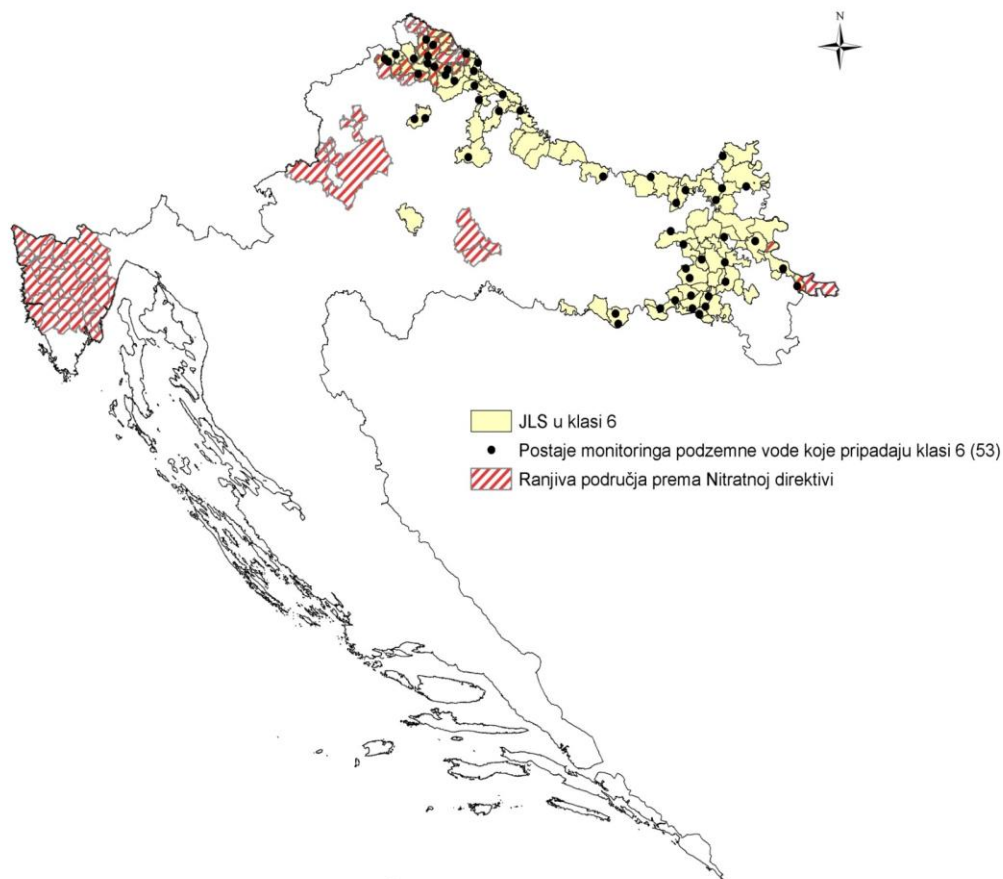 N
JLS u klasi 6
Postaje monitoringa podzemne vode koje pripadaju klasi 6 (53)
Ranjiva područja prema Nitratnoj direktivi